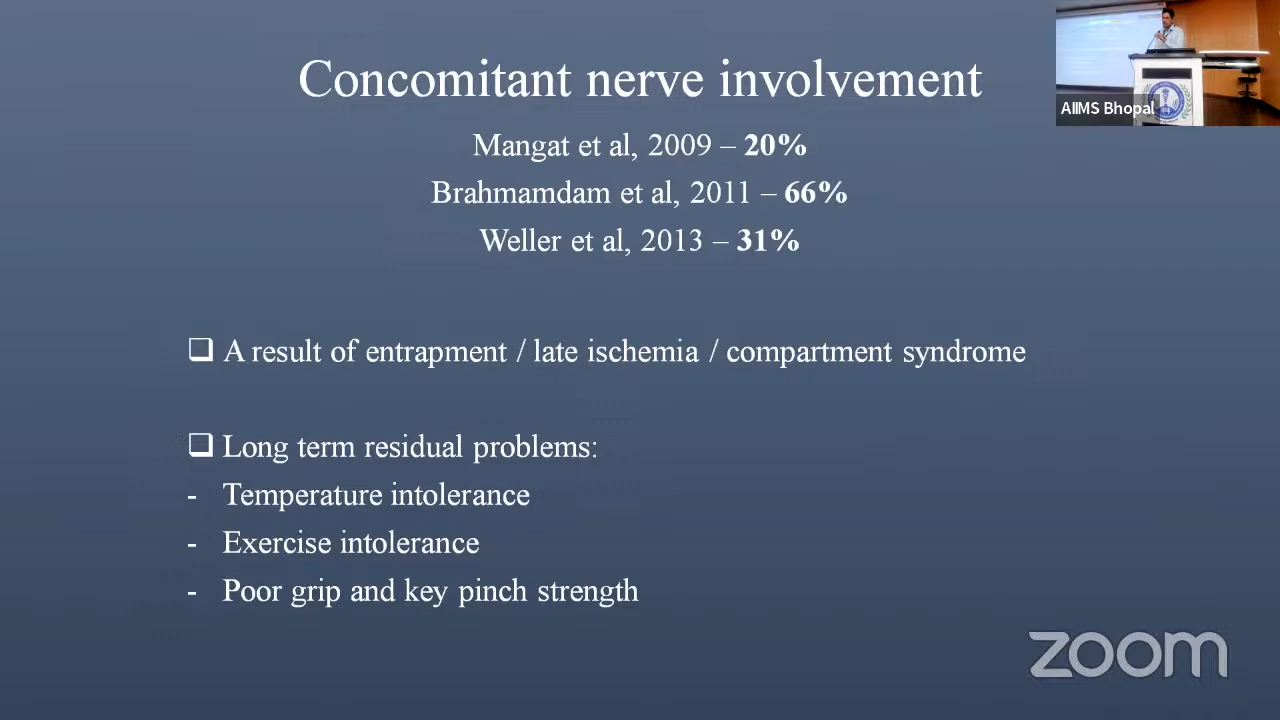 Concomitant nerve involvement
AIIMS Bhopal
Mangat et al, 2009 – 20%
Brahmamdam et al, 2011 – 66%
Weller et al, 2013 – 31%
❑ A result of entrapment / late ischemia / compartment syndrome
❑ Long term residual problems:
- Temperature intolerance
- Exercise intolerance
- Poor grip and key pinch strength
zoom